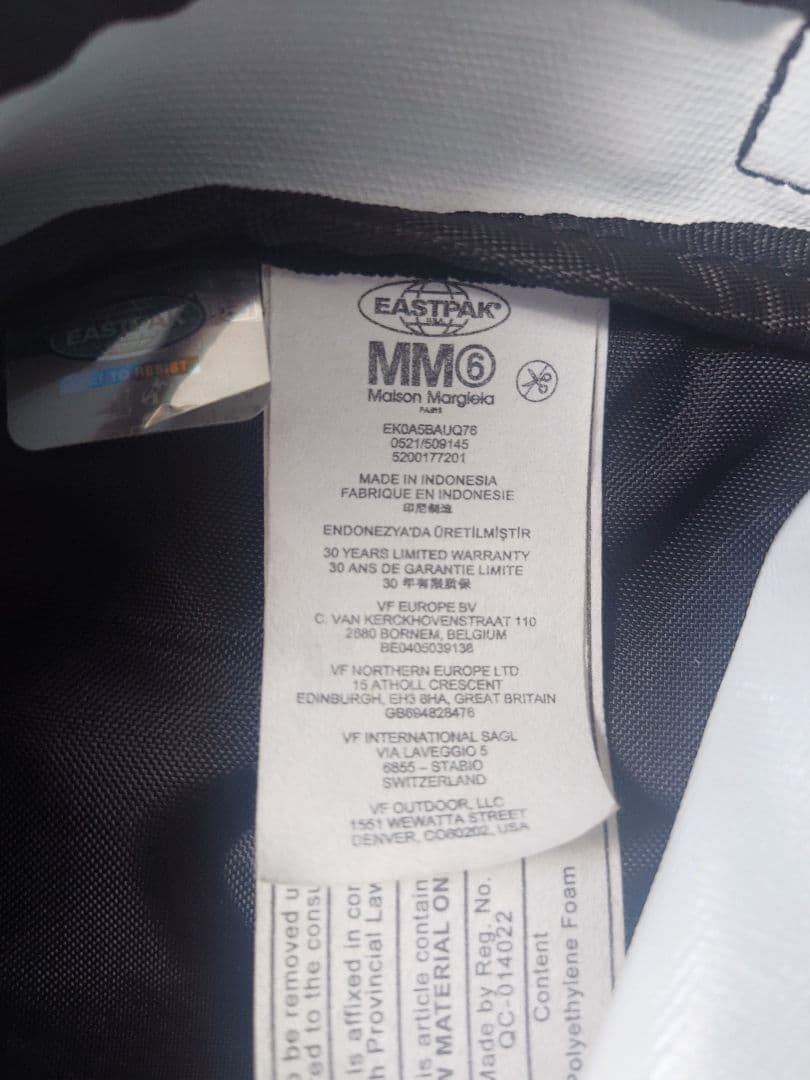 EASTPAK
RESIST
EASTPAK®
USA
MM⑥
Maison Margiela
PARIS
EK0A5BAUQ76
0521/509145
5200177201
MADE IN INDONESIA
FABRIQUE EN INDONESIE
印尼制造
ENDONEZYA'DA ÜRETİLMİŞTİR
30 YEARS LIMITED WARRANTY
30 ANS DE GARANTIE LIMITE
30 年有限质保
VF EUROPE BV
C. VAN KERCKHOVENSTRAAT 110
2880 BORNEM, BELGIUM
BE0405039138
VF NORTHERN EUROPE LTD
15 ATHOLL CRESCENT
EDINBURGH, EH3 8HA, GREAT BRITAIN
GB694828476
VF INTERNATIONAL SAGL
VIA LAVEGGIO 5
6855 – STABIO
SWITZERLAND
VF OUTDOOR, LLC
1551 WEWATTA STREET
DENVER, CO80202, USA
be removed
to the
is affixed in
Provincial
article contain
MATERIAL
Made by Reg. No.
QC-014022
Content
Polyethylene Foam